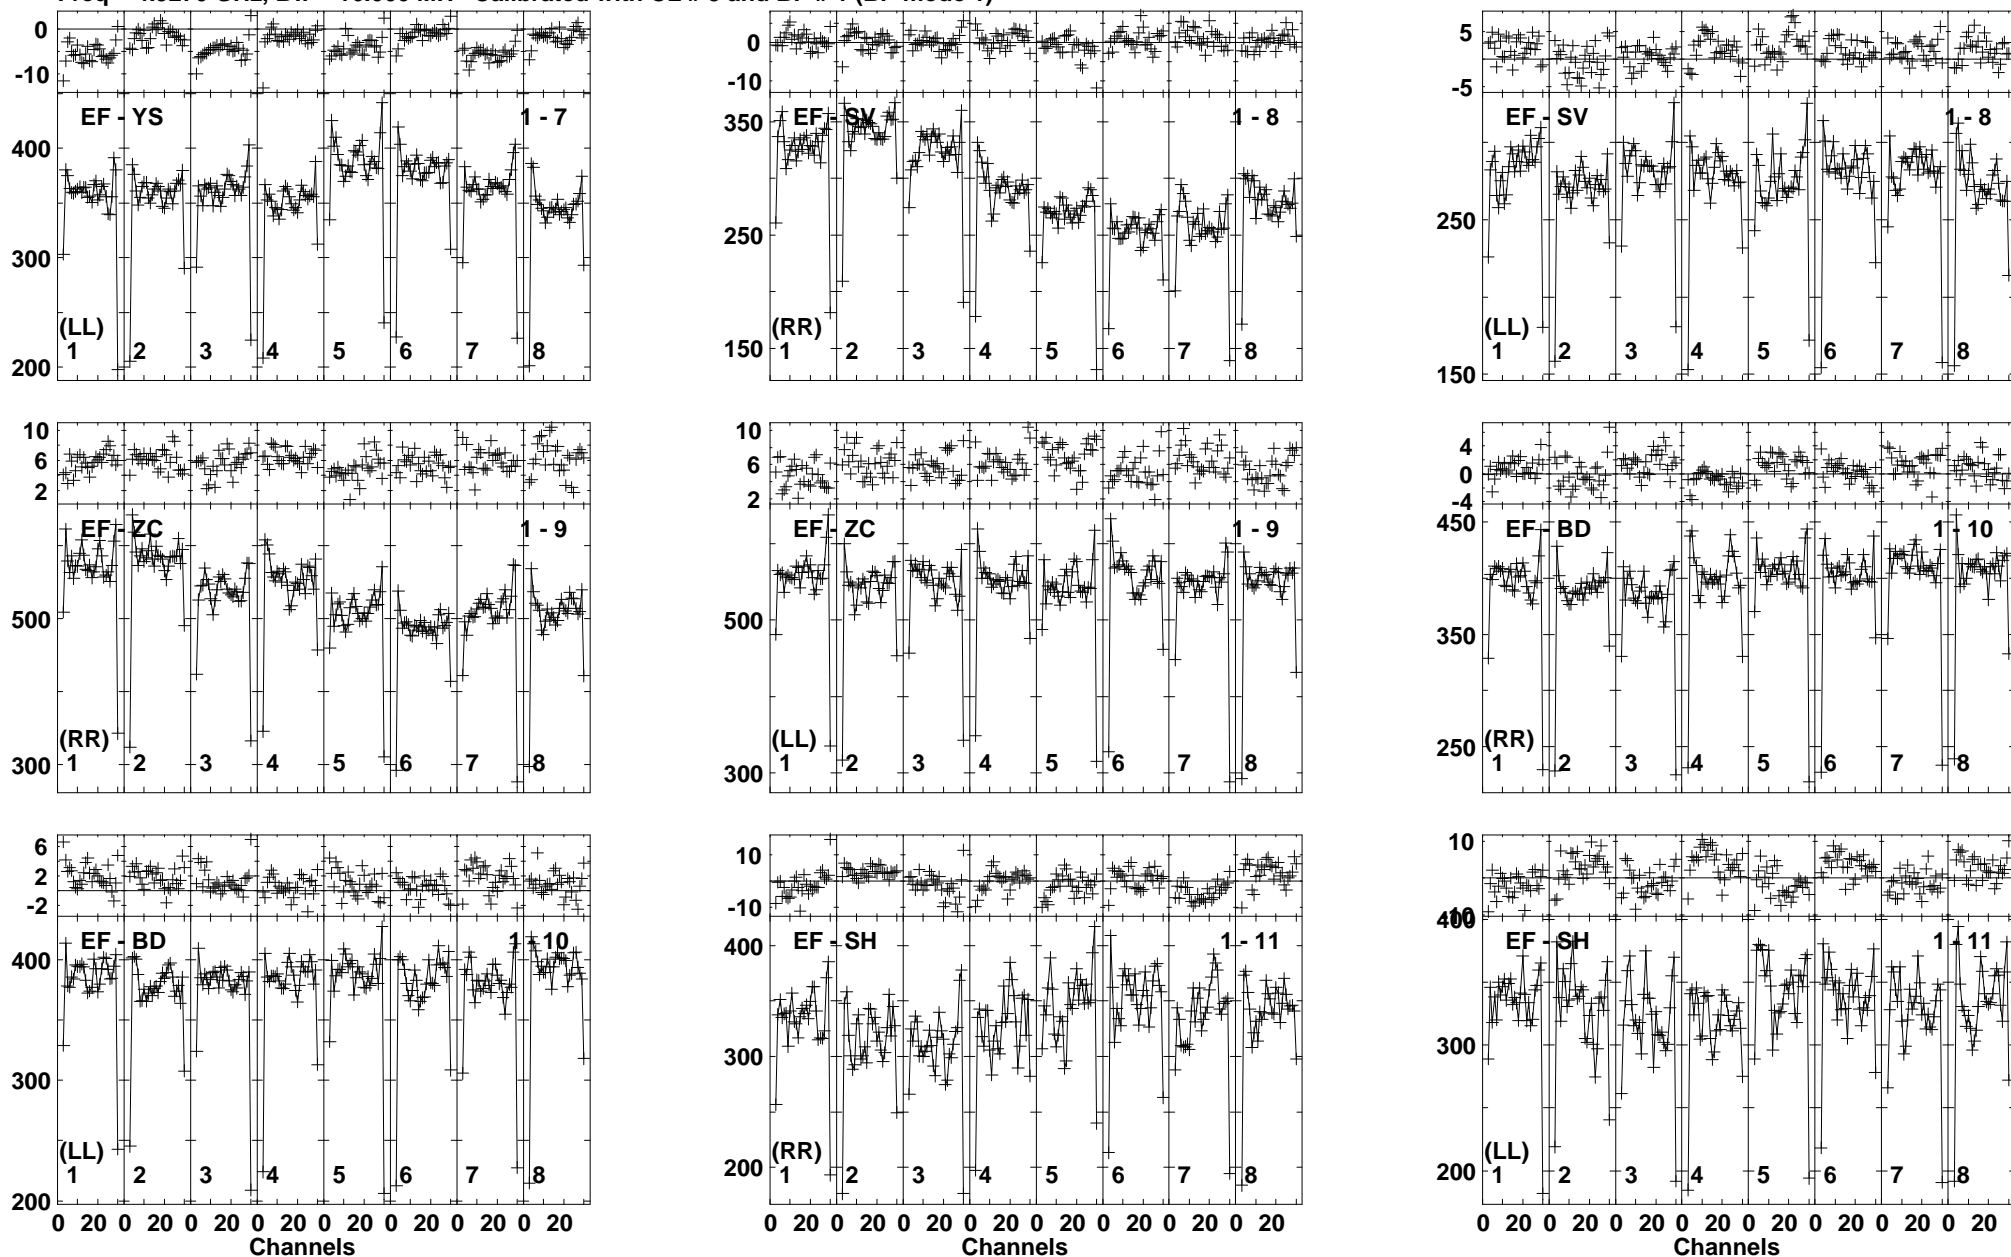 Freq GHz, Calibrated with and mode
0 0 5
-10 -10 -5
EF - YS 1 - 7 EF - SV 1 - 8 EF - SV 1 - 8
400 350
300 250 250
(LL) (RR) (LL)
1 2 3 4 5 6 7 8 1 2 3 4 5 6 7 8 1 2 3 4 5 6 7 8
200 150 150
10 10 4
6 6 0
2 2 -4
EF - ZC 1 - 9 EF - ZC 1 - 9 EF - BD 1 - 10
450
500 500 350
(RR) (LL) (RR)
1 2 3 4 5 6 7 8 1 2 3 4 5 6 7 8 1 2 3 4 5 6 7 8
300 300 250
6 10 10
2 0 
-2 -10 -10
EF - BD 1 - 10 EF - SH 1 - 11 EF - SH 1 - 11
400 400 400
300 300 300
(LL) (RR) (LL)
1 2 3 4 5 6 7 8 1 2 3 4 5 6 7 8 1 2 3 4 5 6 7 8
200 200 200
0 20 0 20 0 20 0 20 0 20 0 20 0 20 0 20 0 20 0 20 0 20 0 20 0 20 0 20 0 20 0 20 0 20 0 20 0 20 0 20 0 20 0 20 0 20 0 20
Channels Channels Channels